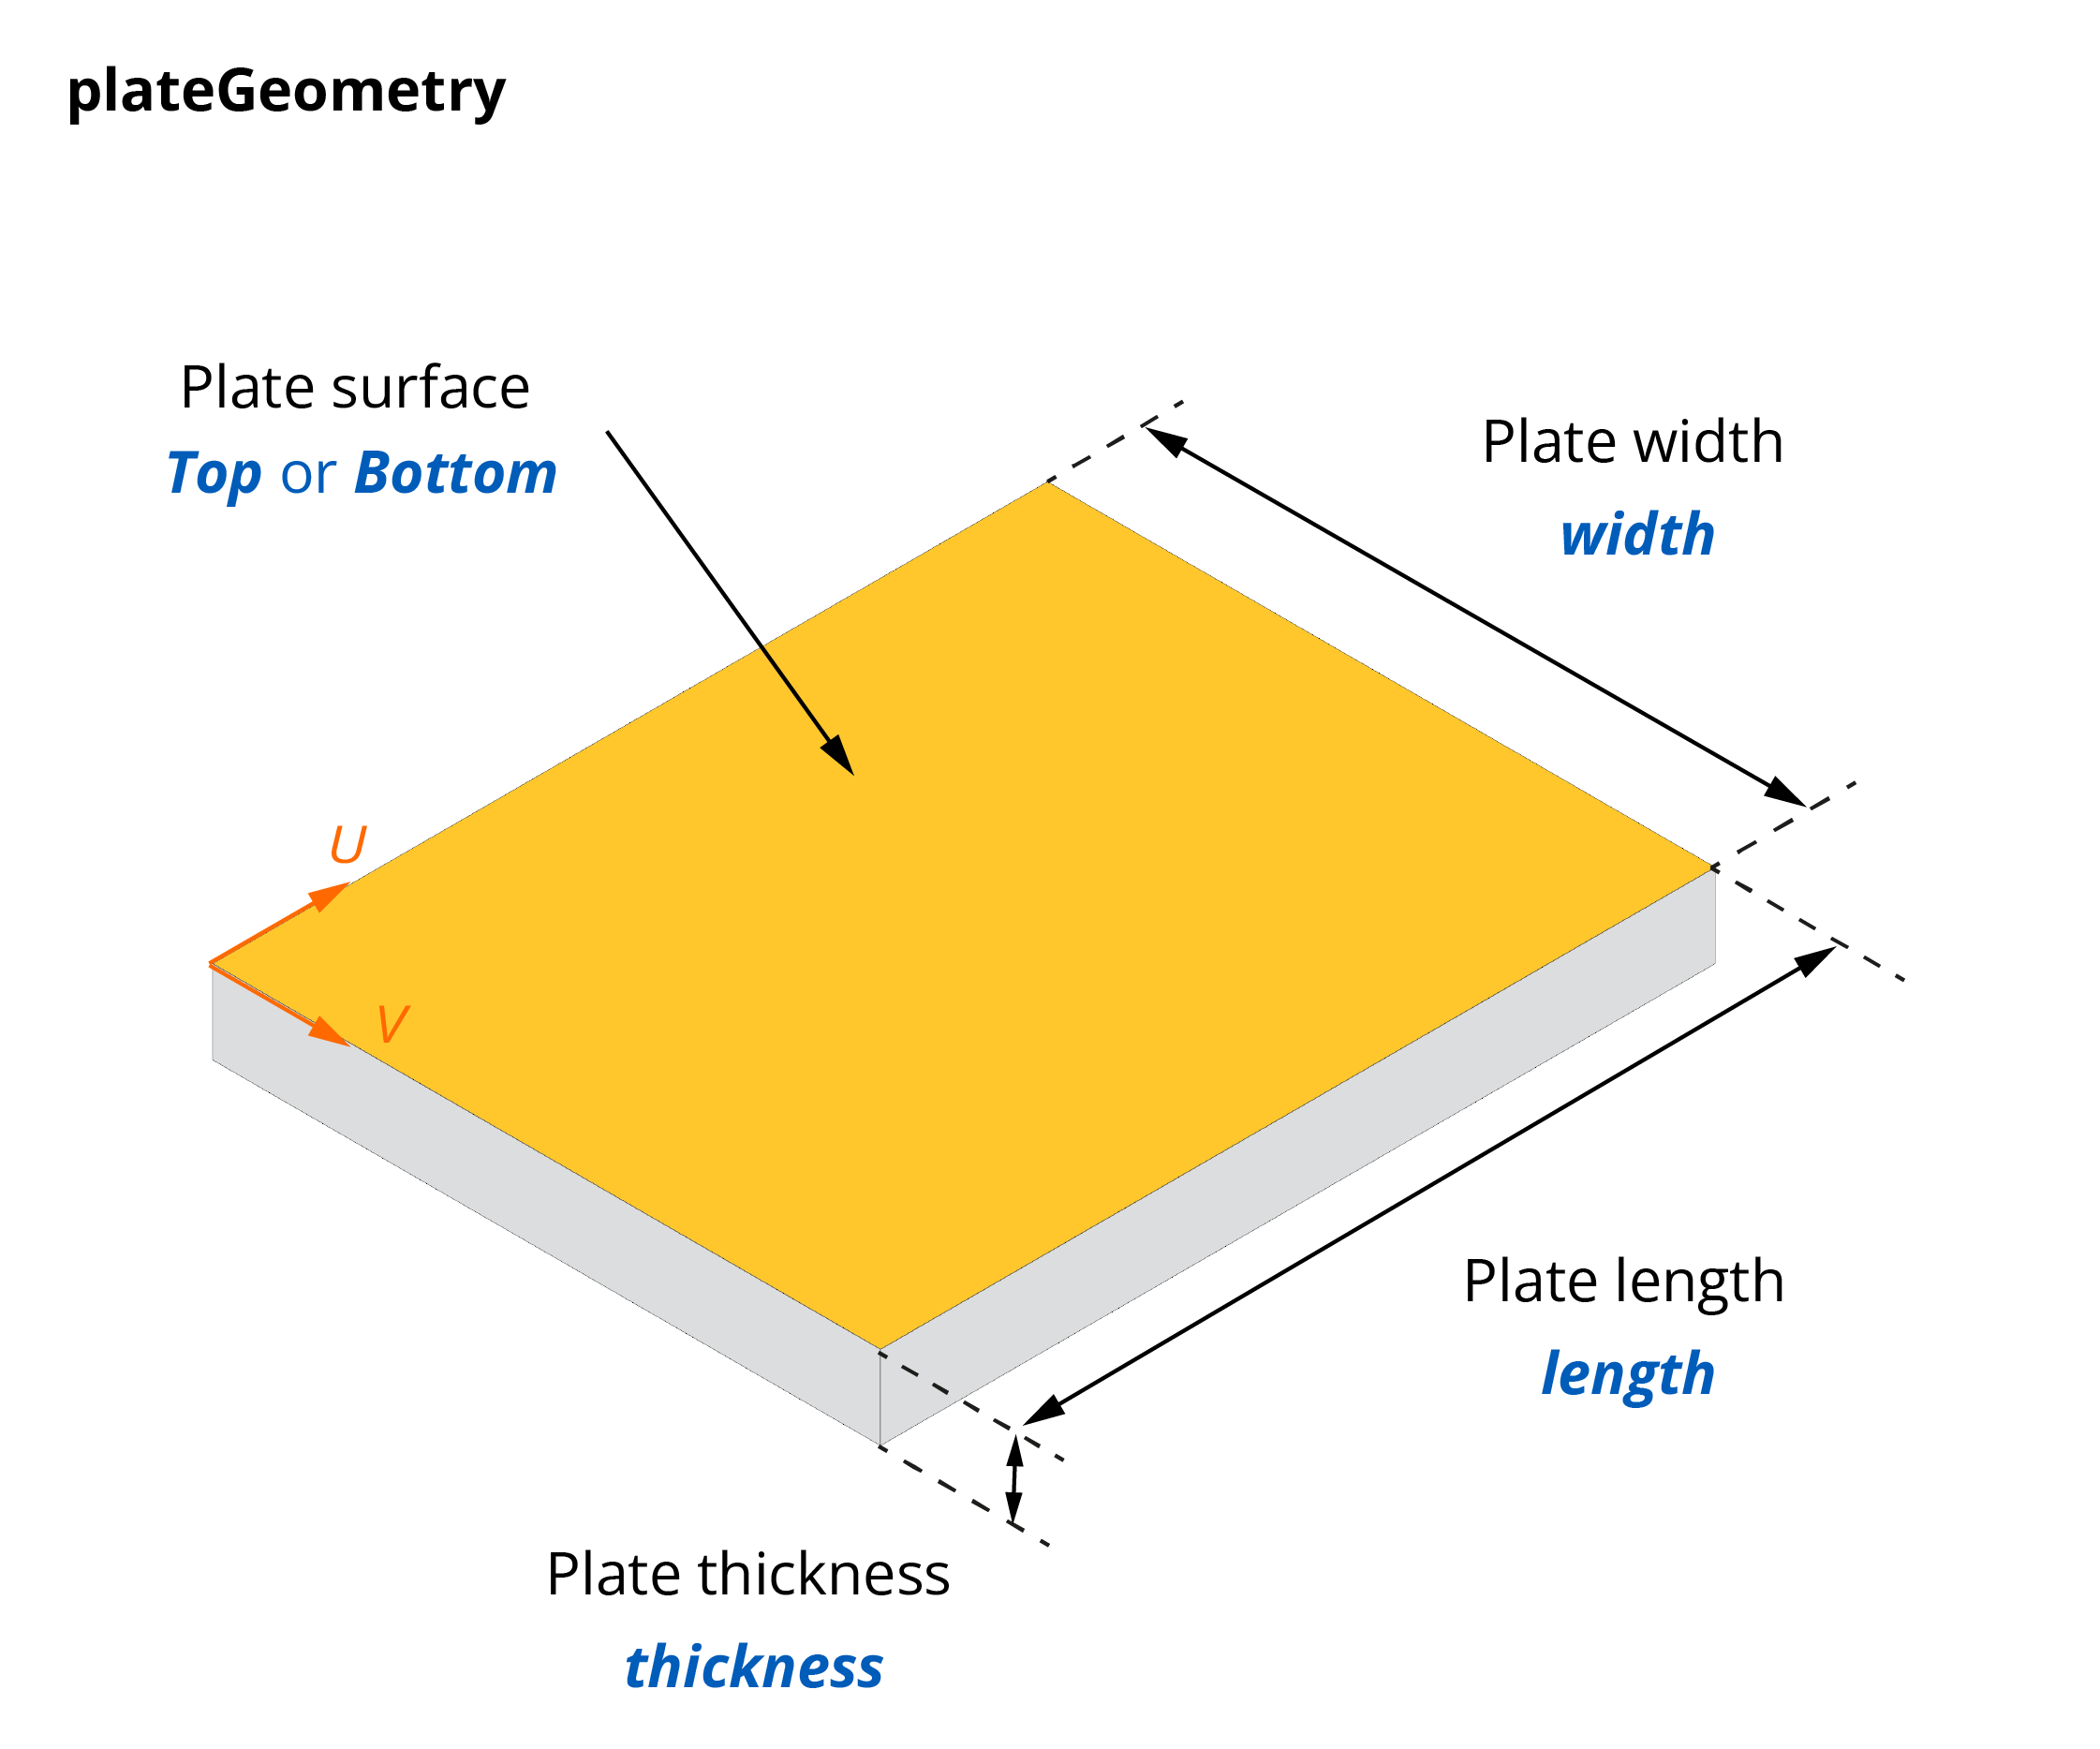 plateGeometry
Plate surface
Top or Bottom
Plate width
width
U
V
Plate length
length
Plate thickness
thickness